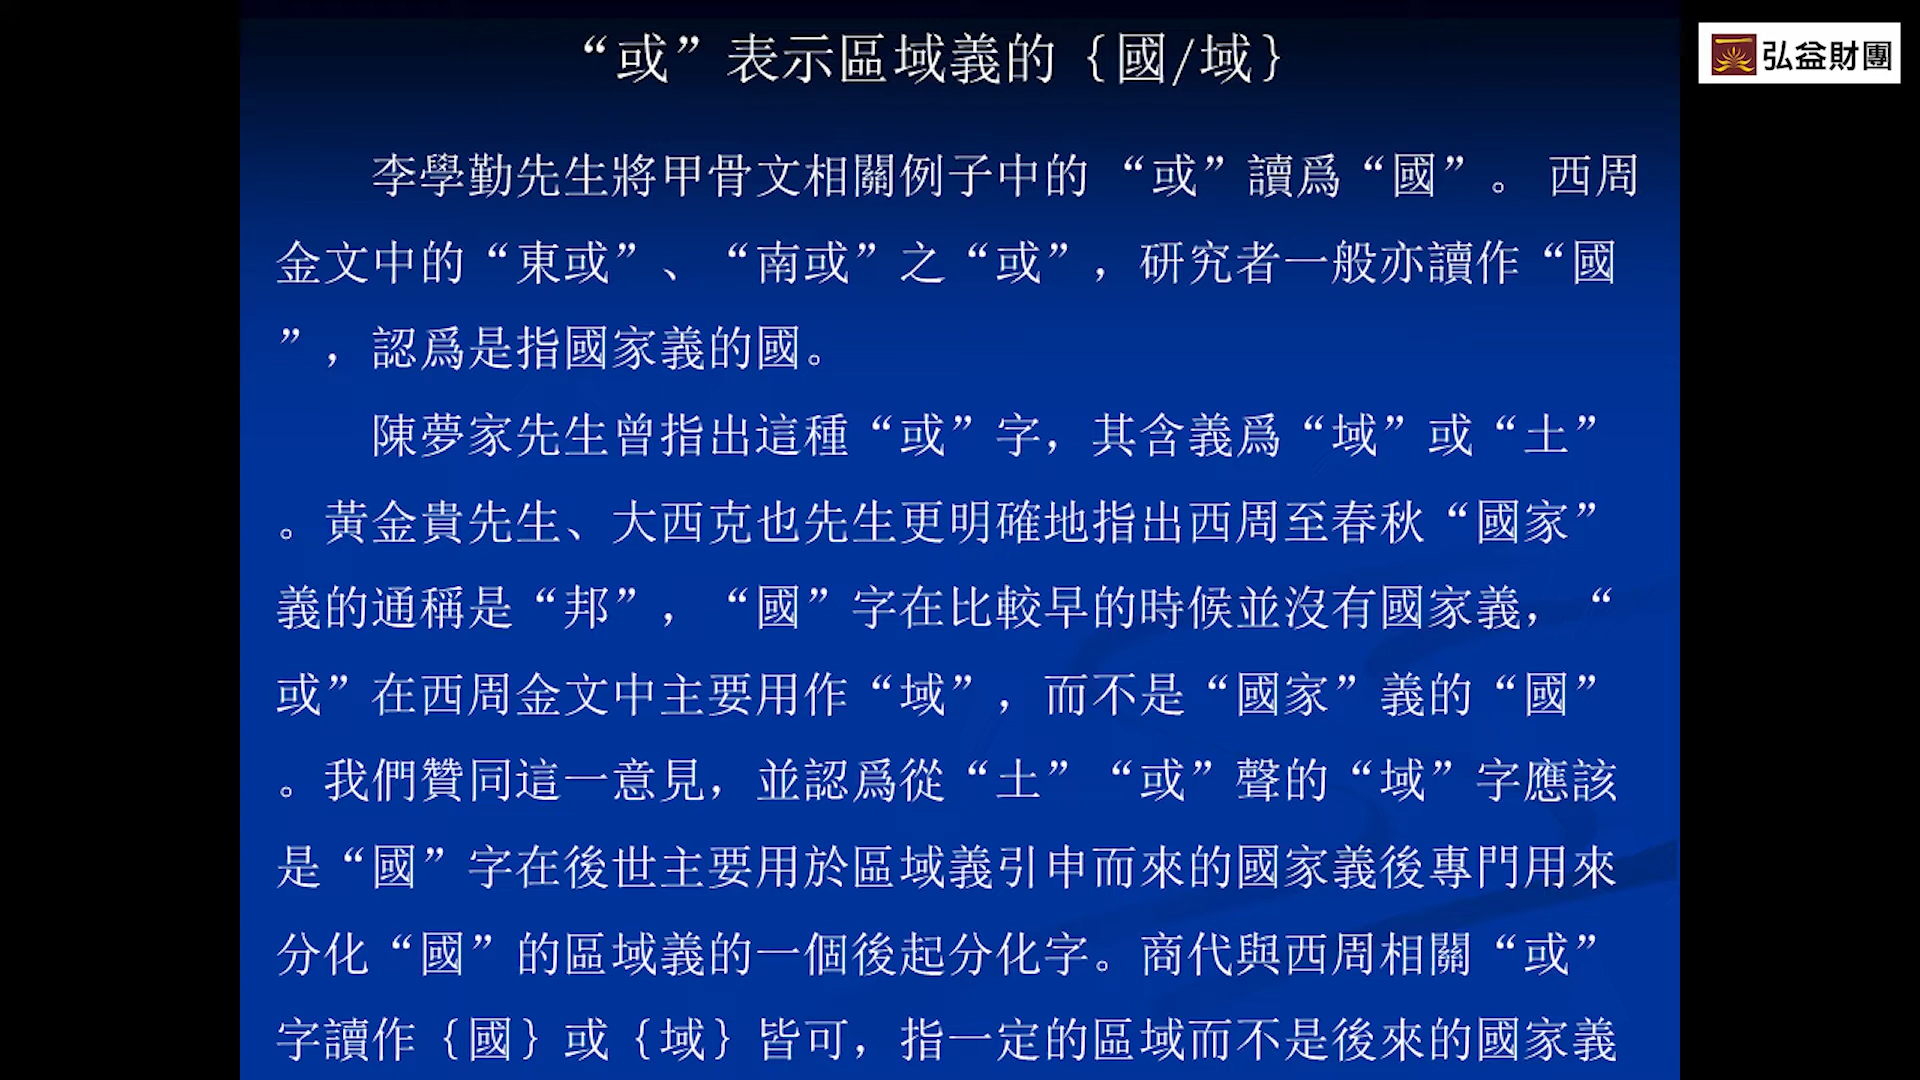 “或”表示區域義的｛國/域｝
弘益財團
李學勤先生將甲骨文相關例子中的 “或”讀爲“國”。 西周
金文中的“東或”、“南或”之“或”，研究者一般亦讀作“國
”，認爲是指國家義的國。
陳夢家先生曾指出這種“或”字，其含義爲“域”或“土”
。黃金貴先生、大西克也先生更明確地指出西周至春秋“國家”
義的通稱是“邦”，“國”字在比較早的時候並沒有國家義，“
或”在西周金文中主要用作“域”，而不是“國家”義的“國”
。我們贊同這一意見，並認爲從“土”“或”聲的“域”字應該
是“國”字在後世主要用於區域義引申而來的國家義後專門用來
分化“國”的區域義的一個後起分化字。商代與西周相關“或”
字讀作｛國｝或｛域｝皆可，指一定的區域而不是後來的國家義